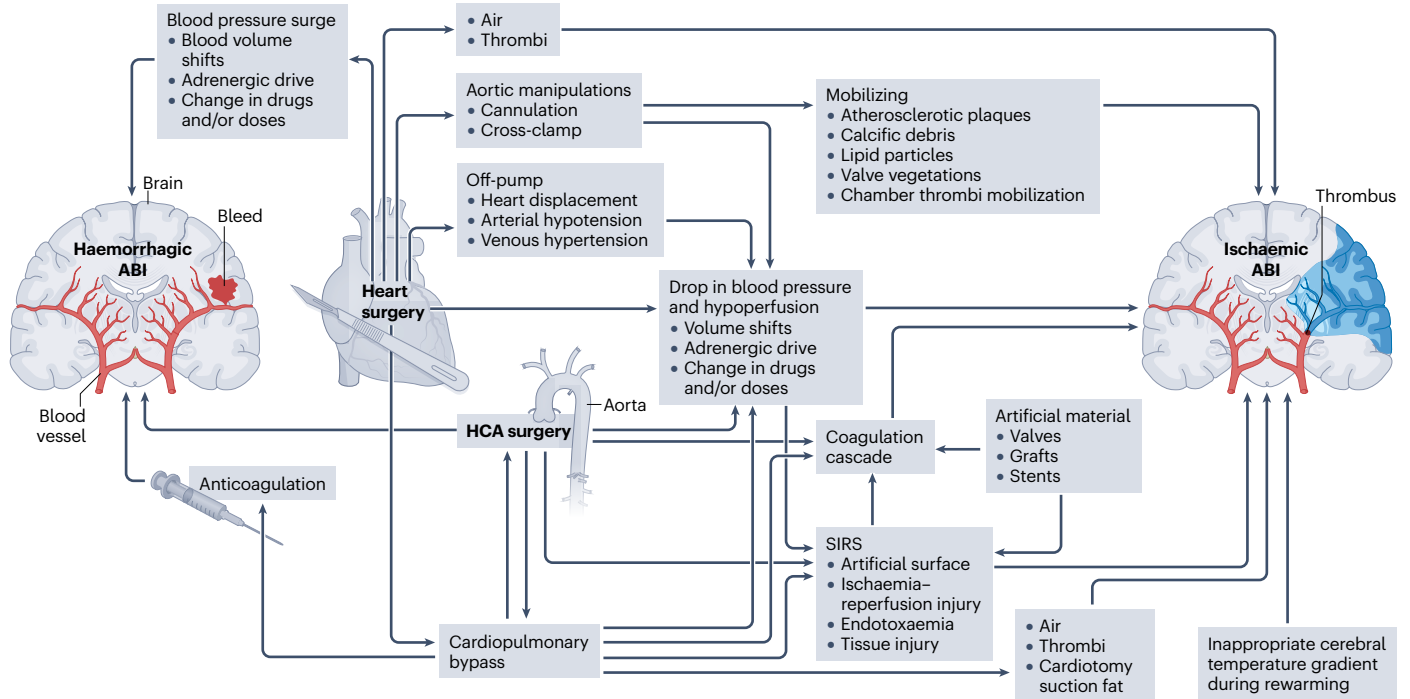 Blood pressure surge
• Blood volume
shifts
• Adrenergic drive
• Change in drugs
and/or doses
• Air
• Thrombi
Aortic manipulations
• Cannulation
• Cross-clamp
Mobilizing
• Atherosclerotic plaques
• Calcific debris
• Lipid particles
• Valve vegetations
• Chamber thrombi mobilization
Off-pump
• Heart displacement
• Arterial hypotension
• Venous hypertension
Brain
Bleed
Haemorrhagic
ABI
Blood
vessel
Heart
surgery
Drop in blood pressure
and hypoperfusion
• Volume shifts
• Adrenergic drive
• Change in drugs
and/or doses
Thrombus
Ischaemic
ABI
HCA surgery
Aorta
Coagulation
cascade
Artificial material
• Valves
• Grafts
• Stents
Anticoagulation
SIRS
• Artificial surface
• Ischaemia–
reperfusion injury
• Endotoxaemia
• Tissue injury
Cardiopulmonary
bypass
• Air
• Thrombi
• Cardiotomy
suction fat
Inappropriate cerebral
temperature gradient
during rewarming